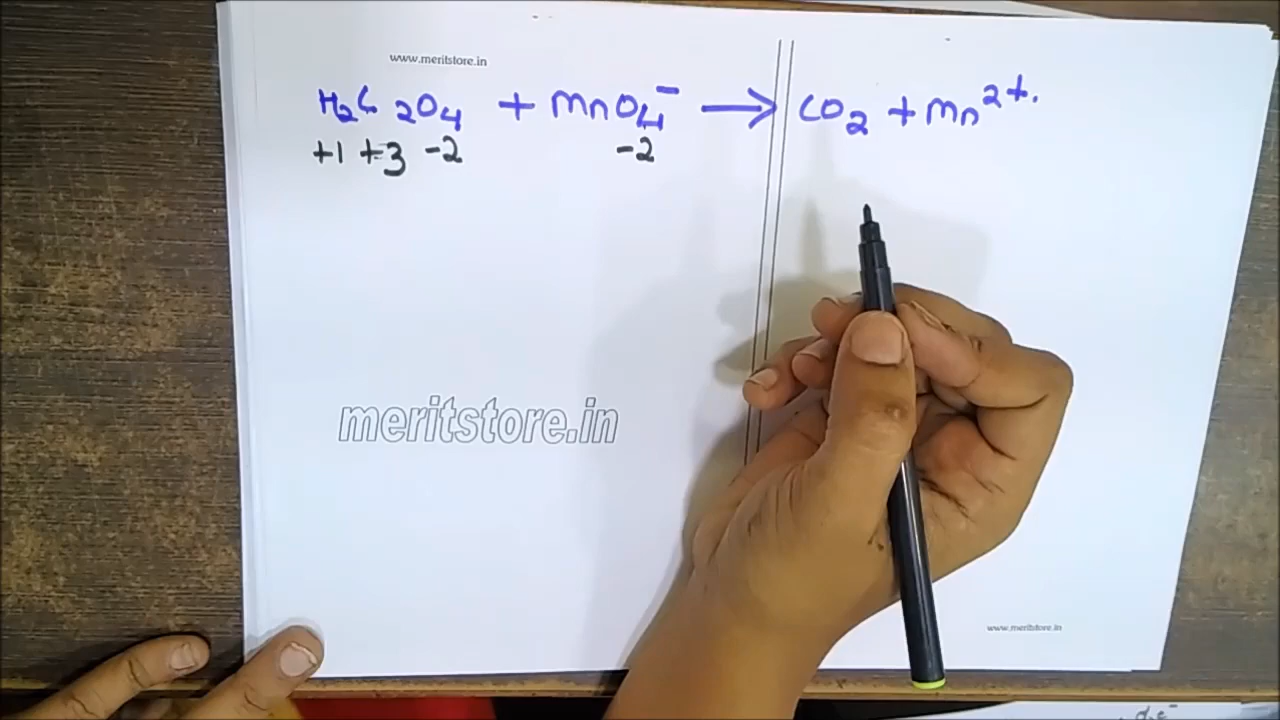 www.meritstore.in
H₂C₂O₄ + MnO₄⁻ → CO₂ + Mn²⁺.
+1 +3 -2 -2
meritstore.in
www.meritstore.in
d.e⁻